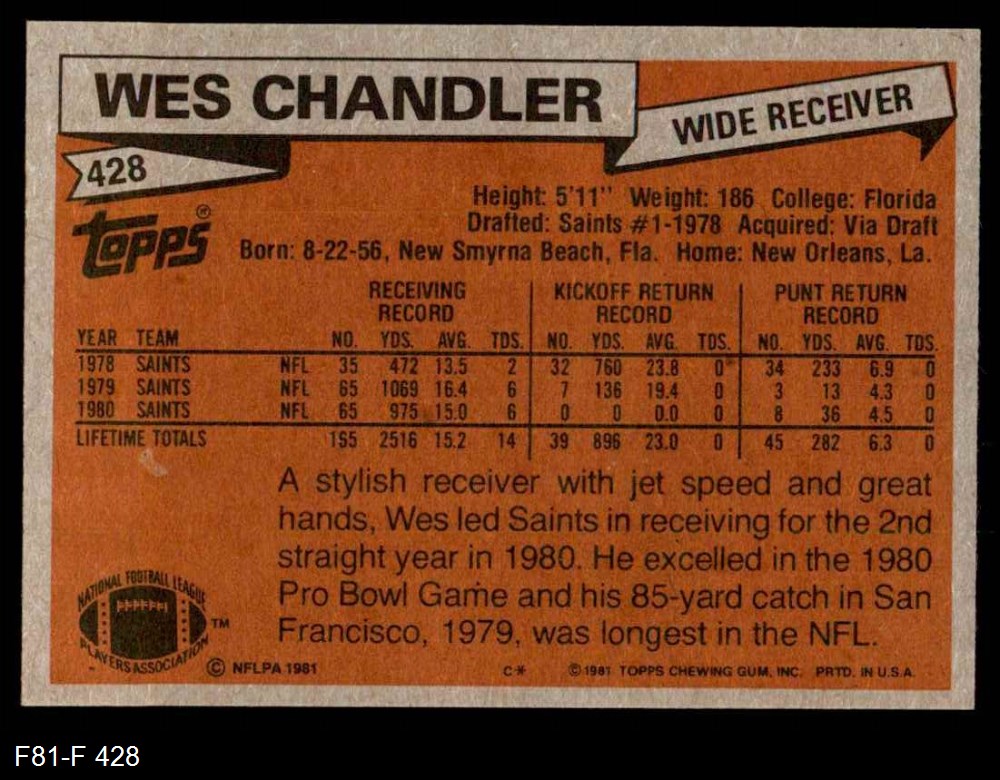 WES CHANDLER
WIDE RECEIVER
428
Topps®
Height: 5'11" Weight: 186 College: Florida
Drafted: Saints #1-1978 Acquired: Via Draft
Born: 8-22-56, New Smyrna Beach, Fla. Home: New Orleans, La.
RECEIVING RECORD KICKOFF RETURN RECORD PUNT RETURN RECORD
YEAR TEAM NO. YDS. AVG. TDS. NO. YDS. AVG. TDS. NO. YDS. AVG. TDS.
1978 SAINTS NFL 35 472 13.5 2 32 760 23.8 0 34 233 6.9 0
1979 SAINTS NFL 65 1069 16.4 6 7 136 19.4 0 3 13 4.3 0
1980 SAINTS NFL 65 975 15.0 6 0 0 0.0 0 8 36 4.5 0
LIFETIME TOTALS 165 2516 15.2 14 39 896 23.0 0 45 282 6.3 0
A stylish receiver with jet speed and great
hands, Wes led Saints in receiving for the 2nd
straight year in 1980. He excelled in the 1980
Pro Bowl Game and his 85-yard catch in San
Francisco, 1979, was longest in the NFL.
NATIONAL FOOTBALL LEAGUE
PLAYERS ASSOCIATION
TM
© NFLPA 1981 C* © 1981 TOPPS CHEWING GUM, INC. PRTD. IN U.S.A.
F81-F 428